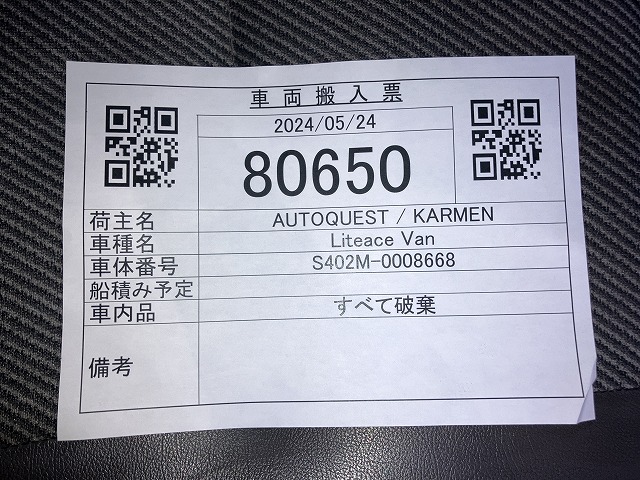 車両搬入票
2024/05/24
80650
荷主名 AUTOQUEST / KARMEN
車種名 Liteace Van
車体番号 S402M-0008668
船積み予定
車内品 すべて破棄
備考